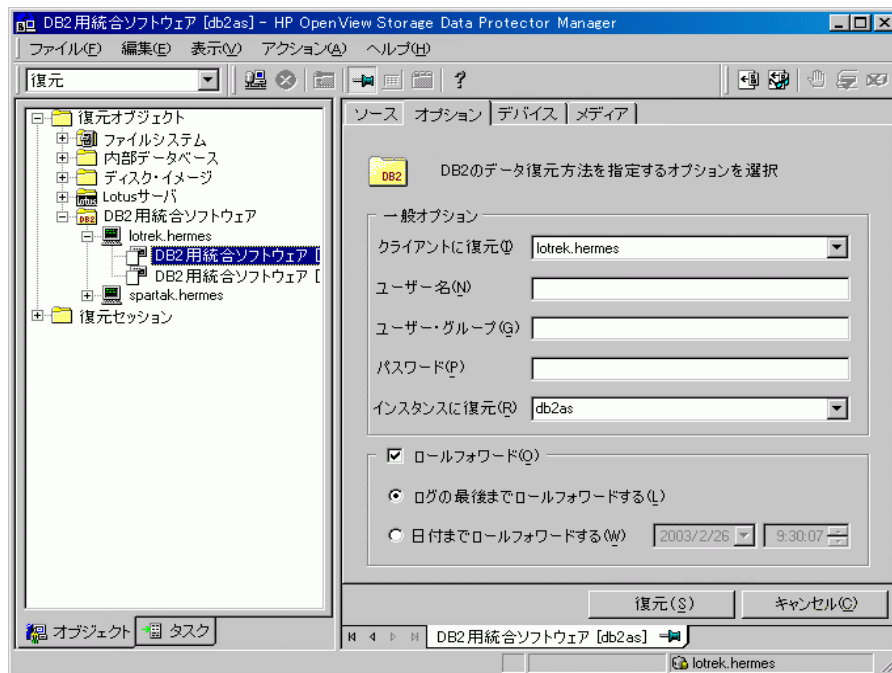 DB2用統合ソフトウェア [db2as] - HP OpenView Storage Data Protector Manager
ファイル(F) 編集(E) 表示(V) アクション(A) ヘルプ(H)
復元
復元オブジェクト
ファイルシステム
内部データベース
ディスク・イメージ
Lotusサーバ
DB2用統合ソフトウェア
lotrek.hermes
DB2用統合ソフトウェア [
DB2用統合ソフトウェア [
spartak.hermes
復元セッション
オブジェクト タスク
ソース オプション デバイス メディア
DB2 DB2のデータ復元方法を指定するオプションを選択
一般オプション
クライアントに復元(I) lotrek.hermes
ユーザー名(N)
ユーザー・グループ(G)
パスワード(P)
インスタンスに復元(R) db2as
ロールフォワード(O)
ログの最後までロールフォワードする(L)
日付までロールフォワードする(W) 2003/2/26 9:30:07
復元(S) キャンセル(C)
DB2用統合ソフトウェア [db2as]
lotrek.hermes